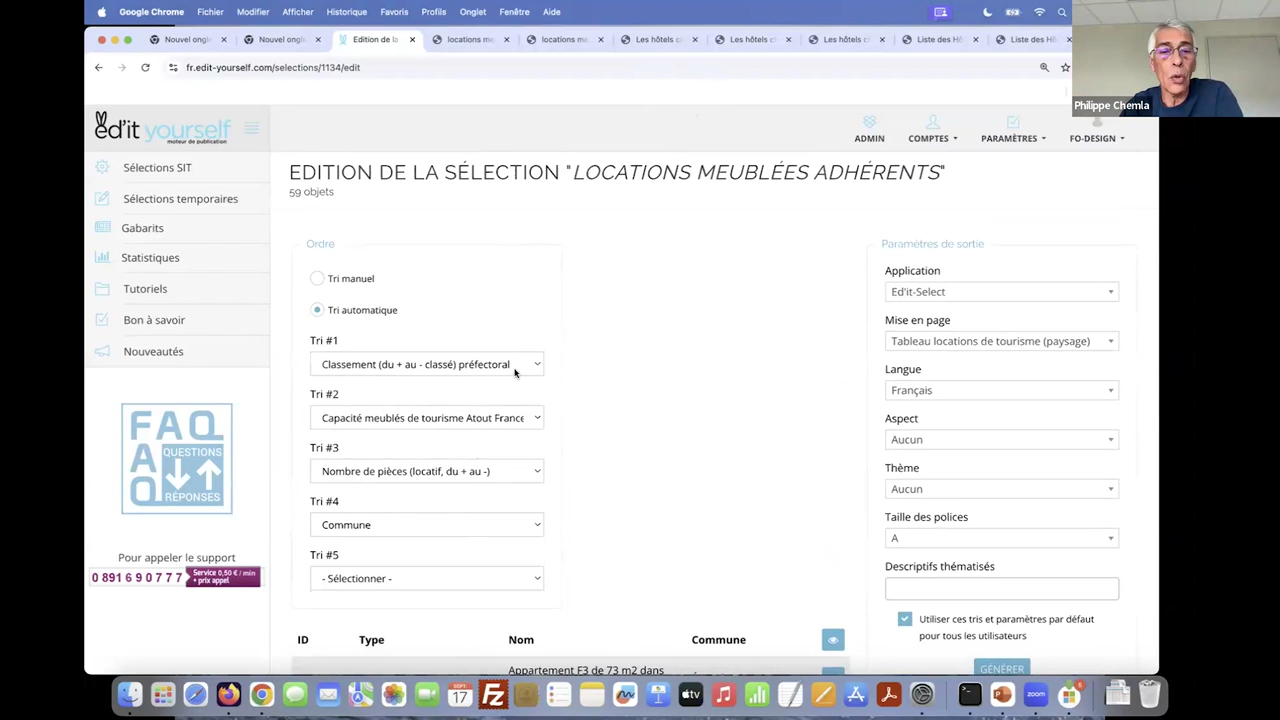 Google Chrome Fichier Modifier Afficher Historique Favoris Profils Onglet Fenêtre Aide
Nouvel ongl Nouvel ongl Edition de la locations me locations me Les hôtels c Les hôtels c Les hôtels c Liste des Hô Liste des Hô
fr.edit-yourself.com/selections/1134/edit
Philippe Chemla
ed'it yourself
moteur de publication
ADMIN COMPTES PARAMÈTRES FO-DESIGN
Sélections SIT
Sélections temporaires
Gabarits
Statistiques
Tutoriels
Bon à savoir
Nouveautés
FAQ
A QUESTIONS
Q RÉPONSES
Pour appeler le support
0 891 6 9 0 7 7 7 Service 0,50 € / min
+ prix appel
EDITION DE LA SÉLECTION "LOCATIONS MEUBLÉES ADHÉRENTS"
59 objets
Ordre
Tri manuel
Tri automatique
Tri #1
Classement (du + au - classé) préfectoral
Tri #2
Capacité meublés de tourisme Atout France
Tri #3
Nombre de pièces (locatif, du + au -)
Tri #4
Commune
Tri #5
- Sélectionner -
ID Type Nom Commune
Appartement F3 de 73 m2 dans
Paramètres de sortie
Application
Ed'it-Select
Mise en page
Tableau locations de tourisme (paysage)
Langue
Français
Aspect
Aucun
Thème
Aucun
Taille des polices
A
Descriptifs thématisés
Utiliser ces tris et paramètres par défaut
pour tous les utilisateurs
GÉNÉRER
SEPT.
17
tv
zoom